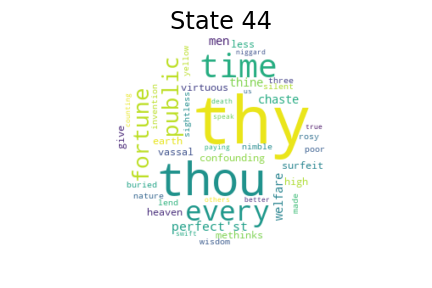 State 44
men less
niggard
yellow
time
public
thine three
virtuous us silent
fortune
invention
counting
sightless
death chaste
thy
speak
give
true
earth paying nimble rosy
vassal poor
confounding
surfeit
thou
welfare
buried high
nature
lend others better made
heaven every
perfect'st
methinks
swift
wisdom